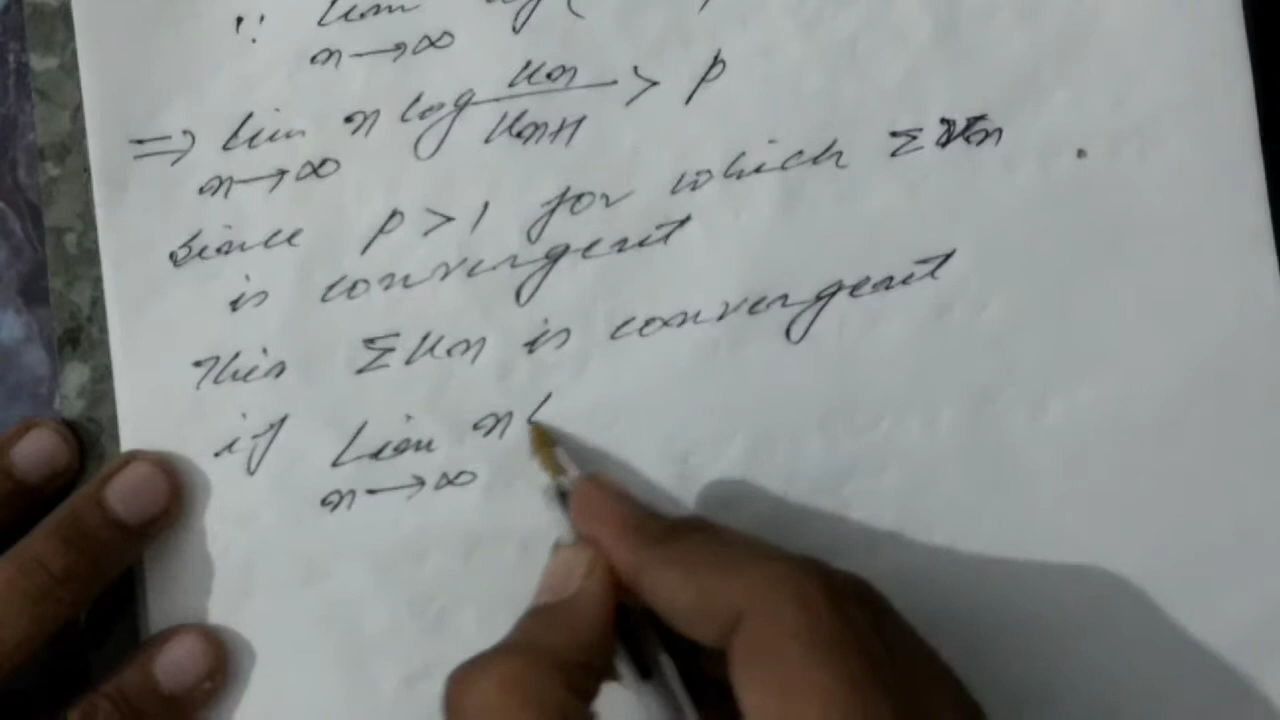 ∵ lim
n→∞
⇒ lim n log un/un+1 > p
n→∞
Since p>1 for which Σvn
is convergent
This Σun is convergent
if Lim n(
n→∞